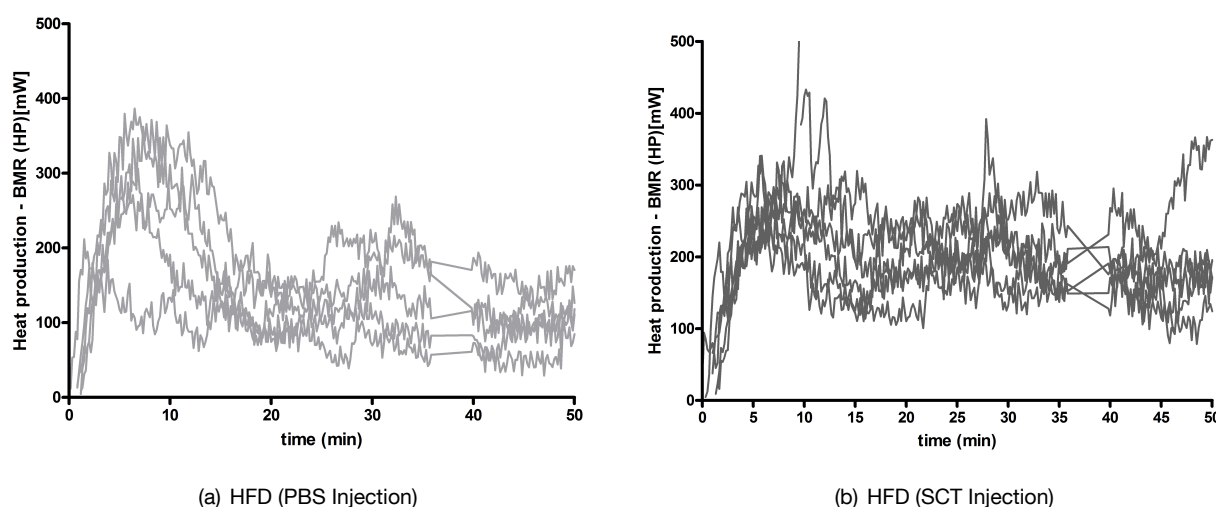 Heat production - BMR (HP)[mW]
500
400
300
200
100
0
0 10 20 30 40 50
time (min)
(a) HFD (PBS Injection)
Heat production - BMR (HP)[mW]
500
400
300
200
100
0
0 5 10 15 20 25 30 35 40 45 50
time (min)
(b) HFD (SCT Injection)